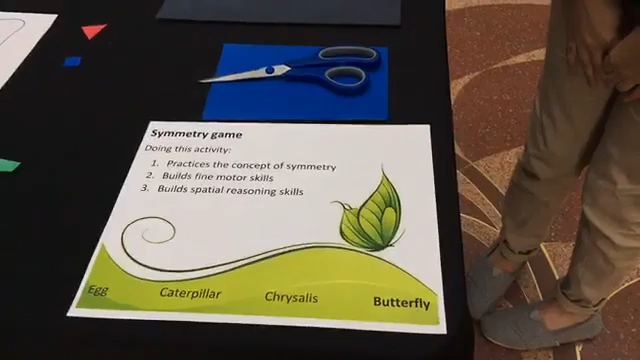 Symmetry game
Doing this activity:
1. Practices the concept of symmetry
2. Builds fine motor skills
3. Builds spatial reasoning skills
Egg Caterpillar Chrysalis Butterfly